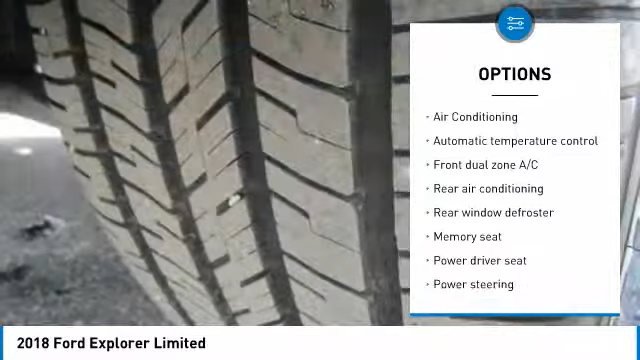 OPTIONS
Air Conditioning
Automatic temperature control
Front dual zone A/C
Rear air conditioning
Rear window defroster
Memory seat
Power driver seat
Power steering
2018 Ford Explorer Limited